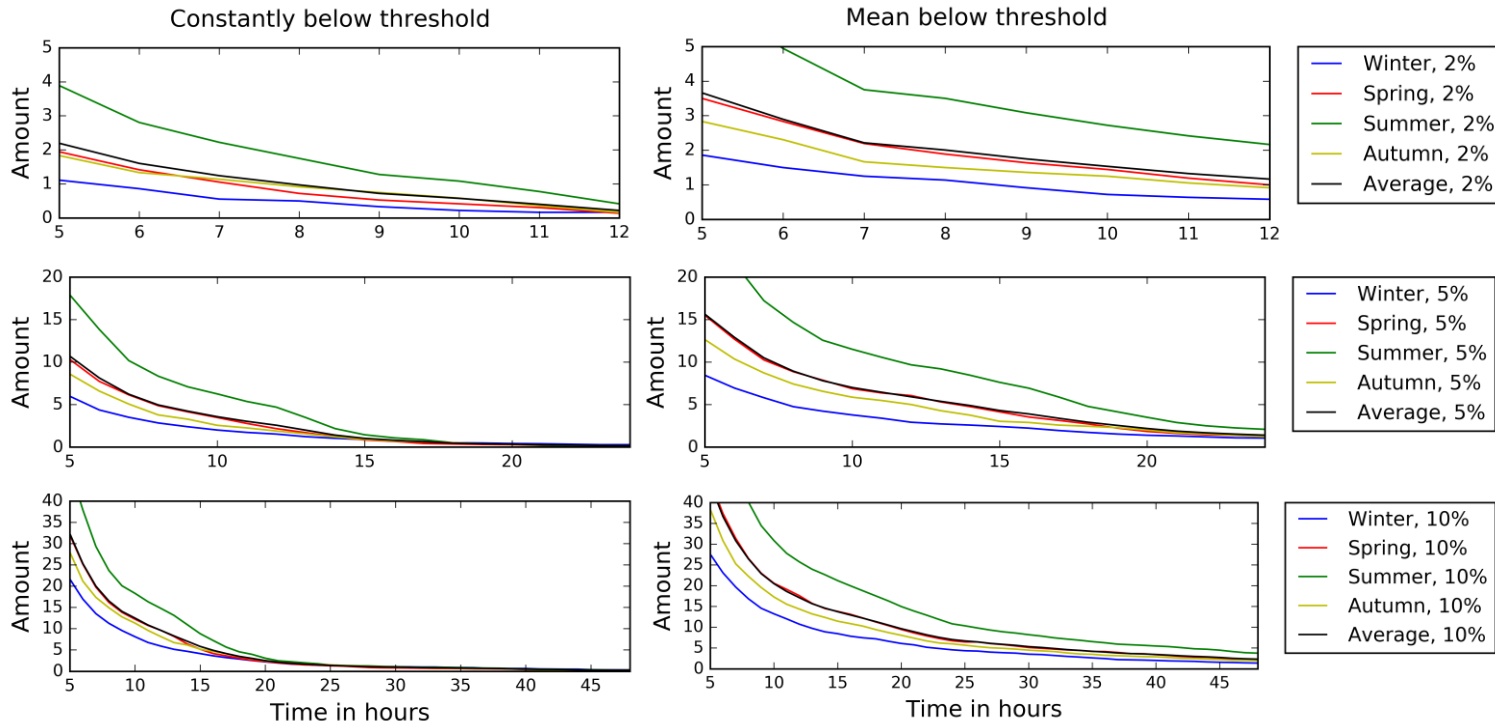 Constantly below threshold
Mean below threshold
Amount
5
4
3
2
1
0
5 6 7 8 9 10 11 12
Amount
5
4
3
2
1
0
5 6 7 8 9 10 11 12
Winter, 2%
Spring, 2%
Summer, 2%
Autumn, 2%
Average, 2%
Amount
20
15
10
5
0
5 10 15 20
Amount
20
15
10
5
0
5 10 15 20
Winter, 5%
Spring, 5%
Summer, 5%
Autumn, 5%
Average, 5%
Amount
40
35
30
25
20
15
10
5
0
5 10 15 20 25 30 35 40 45
Time in hours
Amount
40
35
30
25
20
15
10
5
0
5 10 15 20 25 30 35 40 45
Time in hours
Winter, 10%
Spring, 10%
Summer, 10%
Autumn, 10%
Average, 10%